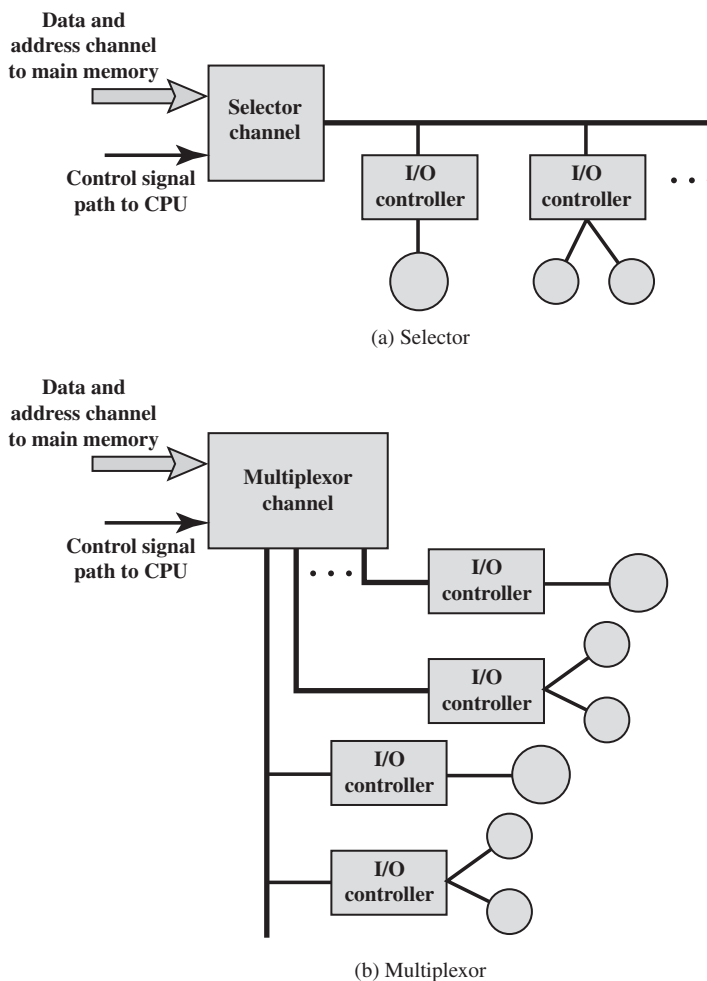 Data and
address channel
to main memory
Selector
channel
Control signal
path to CPU
I/O
controller
I/O
controller
(a) Selector
Data and
address channel
to main memory
Multiplexor
channel
Control signal
path to CPU
I/O
controller
I/O
controller
I/O
controller
I/O
controller
(b) Multiplexor